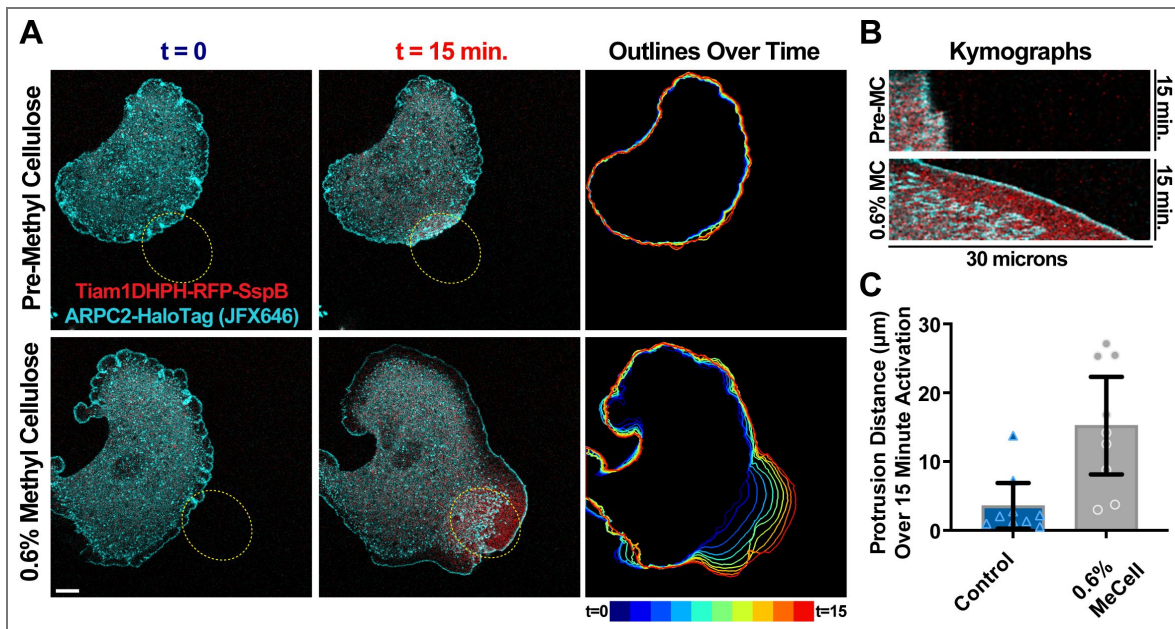 A
t = 0
t = 15 min.
Outlines Over Time
Pre-Methyl Cellulose
Tiam1DHPH-RFP-SspB
ARPC2-HaloTag (JFX646)
0.6% Methyl Cellulose
t=0
t=15
B
Kymographs
Pre-MC
15 min.
0.6% MC
15 min.
30 microns
C
Protrusion Distance (μm)
Over 15 Minute Activation
30
20
10
0
Control
0.6%
MeCell